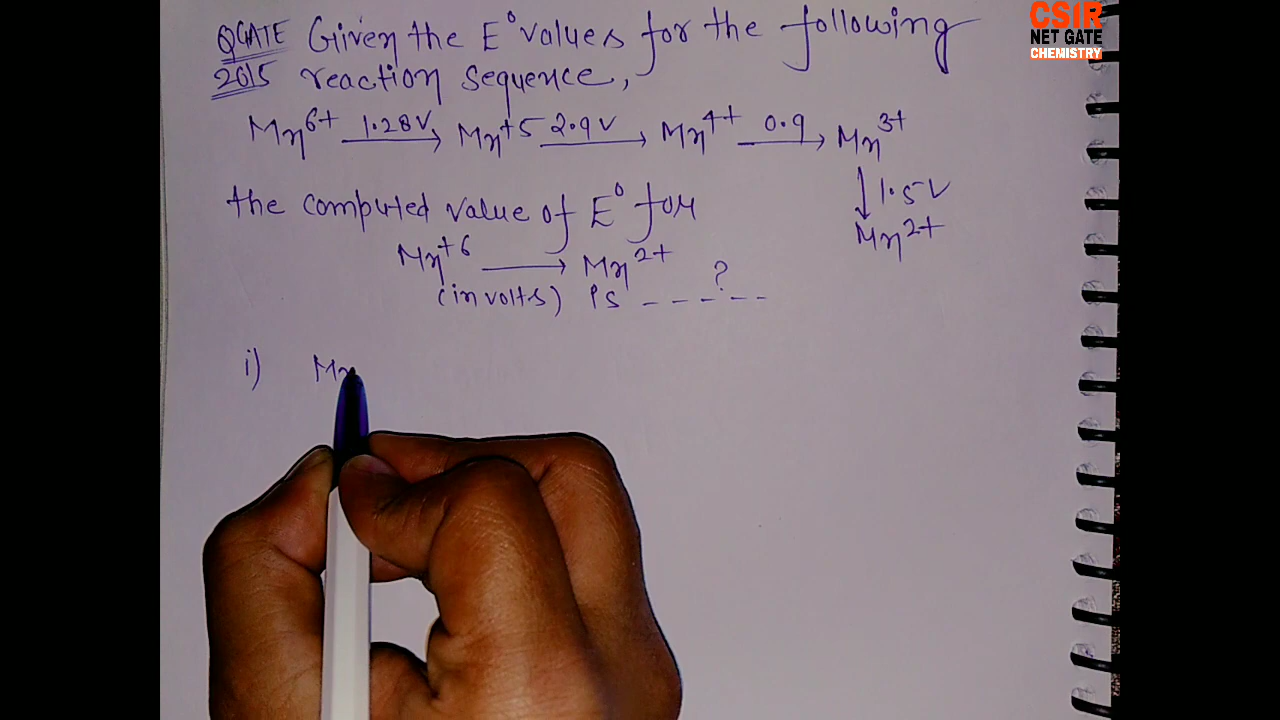 QGATE Given the E° values for the following
2015 reaction sequence,
Mn⁶⁺ 1.28V→ Mn⁺⁵ 2.9V→ Mn⁴⁺ 0.9→ Mn³⁺
↓1.5V
the computed value of E° for
Mn²⁺
Mn⁺⁶ → Mn²⁺
(in volts) is - - - - - ?
i) Mn
CSIR
NET GATE
CHEMISTRY